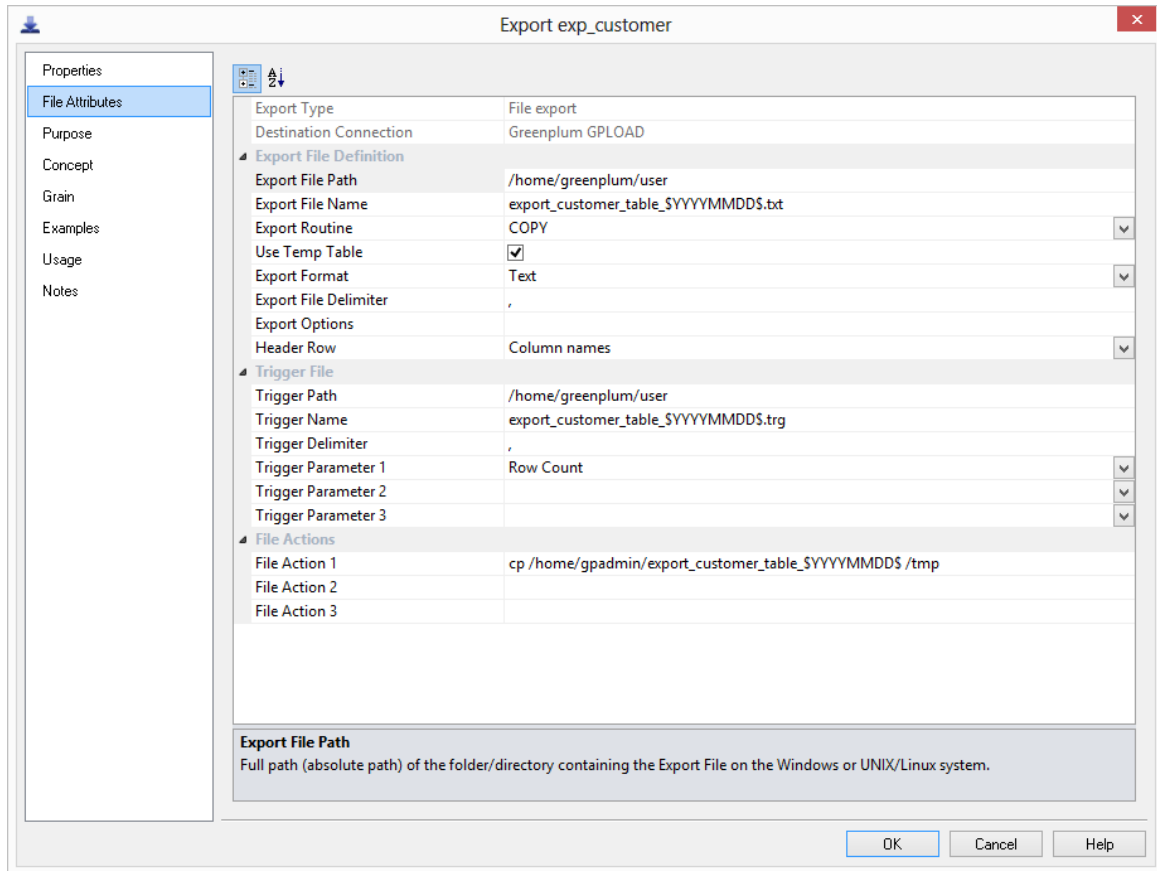 Export exp_customer
Properties
File Attributes
Purpose
Concept
Grain
Examples
Usage
Notes
Export Type File export
Destination Connection Greenplum GPLOAD
Export File Definition
Export File Path /home/greenplum/user
Export File Name export_customer_table_$YYYYMMDD$.txt
Export Routine COPY
Use Temp Table
Export Format Text
Export File Delimiter ,
Export Options
Header Row Column names
Trigger File
Trigger Path /home/greenplum/user
Trigger Name export_customer_table_$YYYYMMDD$.trg
Trigger Delimiter ,
Trigger Parameter 1 Row Count
Trigger Parameter 2
Trigger Parameter 3
File Actions
File Action 1 cp /home/gpadmin/export_customer_table_$YYYYMMDD$ /tmp
File Action 2
File Action 3
Export File Path
Full path (absolute path) of the folder/directory containing the Export File on the Windows or UNIX/Linux system.
OK Cancel Help